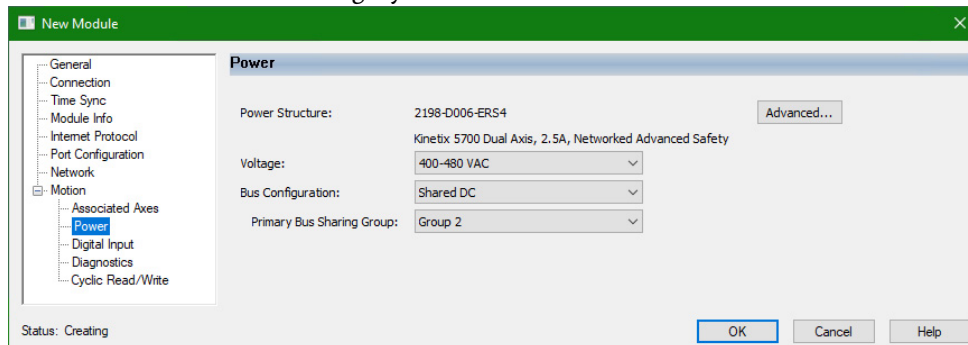 New Module
General
Connection
Time Sync
Module Info
Internet Protocol
Port Configuration
Network
Motion
Associated Axes
Power
Digital Input
Diagnostics
Cyclic Read/Write
Power
Power Structure: 2198-D006-ERS4 Advanced...
Kinetix 5700 Dual Axis, 2.5A, Networked Advanced Safety
Voltage: 400-480 VAC
Bus Configuration: Shared DC
Primary Bus Sharing Group: Group 2
Status: Creating OK Cancel Help